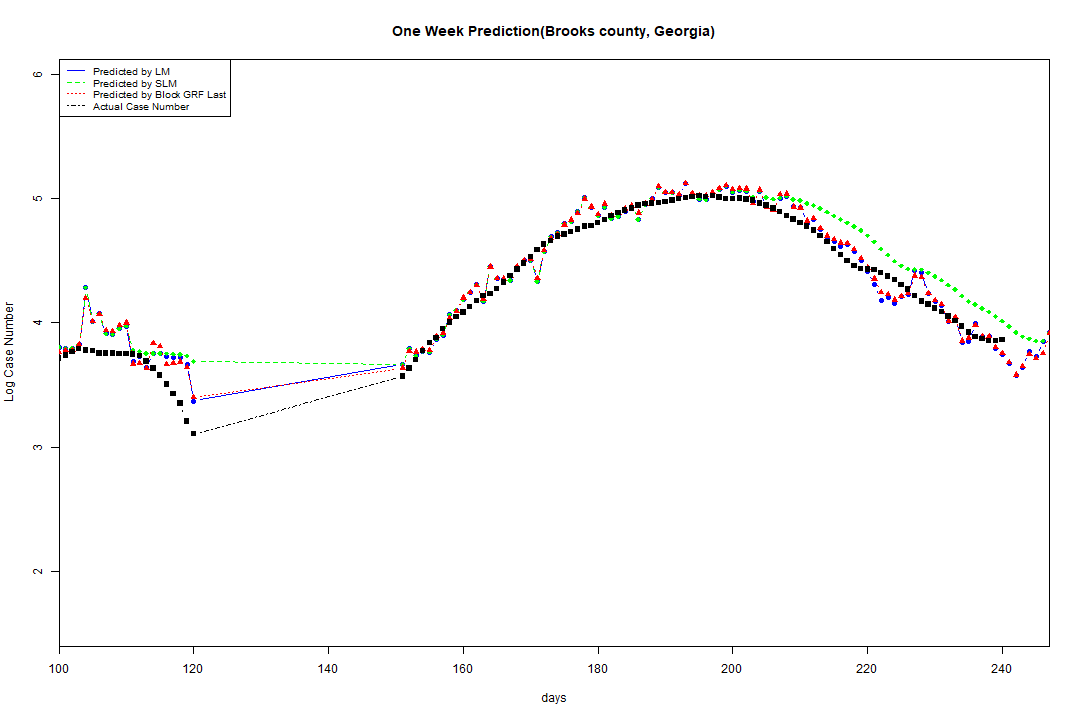 One Week Prediction(Brooks county, Georgia)
Predicted by LM
Predicted by SLM
Predicted by Block GRF Last
Actual Case Number
Log Case Number
6
5
4
3
2
100 120 140 160 180 200 220 240
days